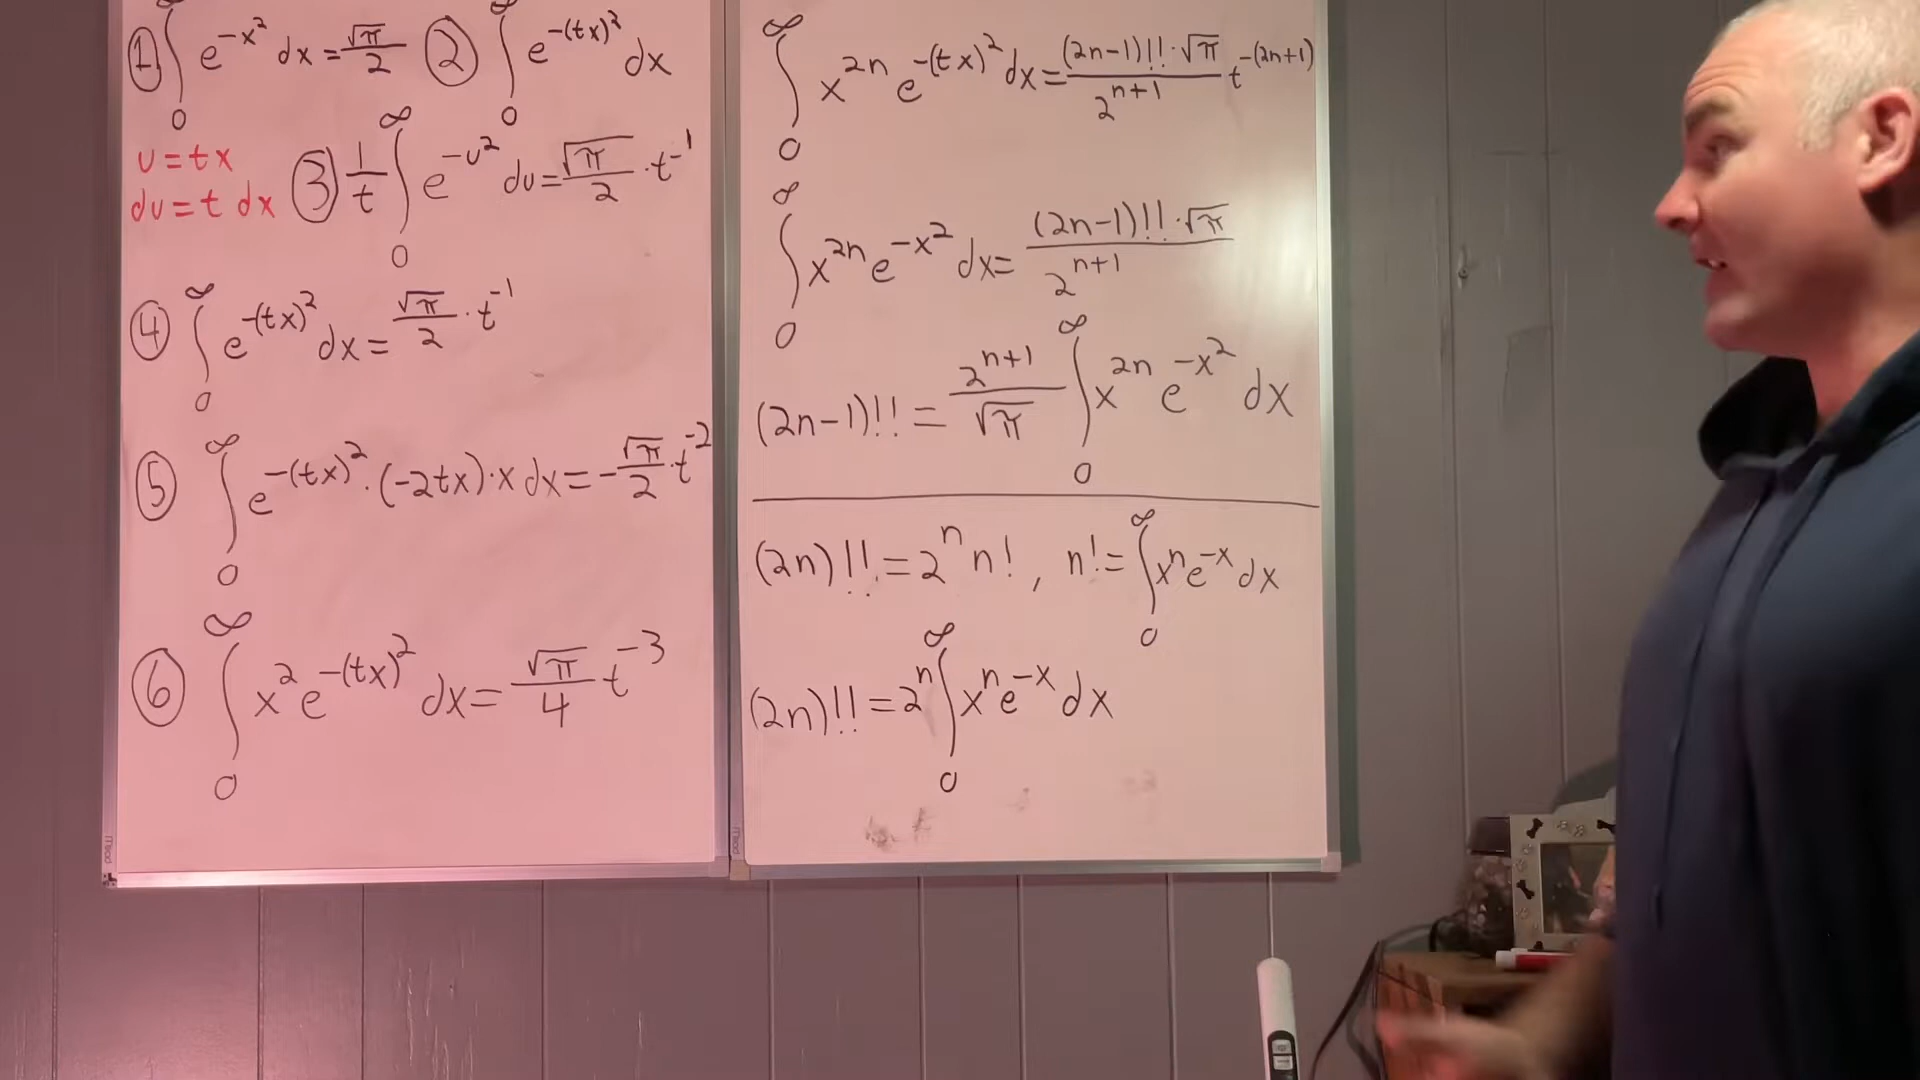 ① ∫₀^∞ e^{-x²} dx = √π/2 ② ∫₀^∞ e^{-(tx)²} dx
u = tx
du = t dx
③ 1/t ∫₀^∞ e^{-u²} du = √π/2 · t^{-1}
④ ∫₀^∞ e^{-(tx)²} dx = √π/2 · t^{-1}
⑤ ∫₀^∞ e^{-(tx)²} · (-2tx) · x dx = -√π/2 · t^{-2}
⑥ ∫₀^∞ x² e^{-(tx)²} dx = √π/4 t^{-3}
∫₀^∞ x^{2n} e^{-(tx)²} dx = (2n-1)!! · √π / 2^{n+1} t^{-(2n+1)}
∫₀^∞ x^{2n} e^{-x²} dx = (2n-1)!! · √π / 2^{n+1}
(2n-1)!! = 2^{n+1}/√π ∫₀^∞ x^{2n} e^{-x²} dx
(2n)!! = 2^n n! , n! = ∫₀^∞ x^n e^{-x} dx
(2n)!! = 2^n ∫₀^∞ x^n e^{-x} dx